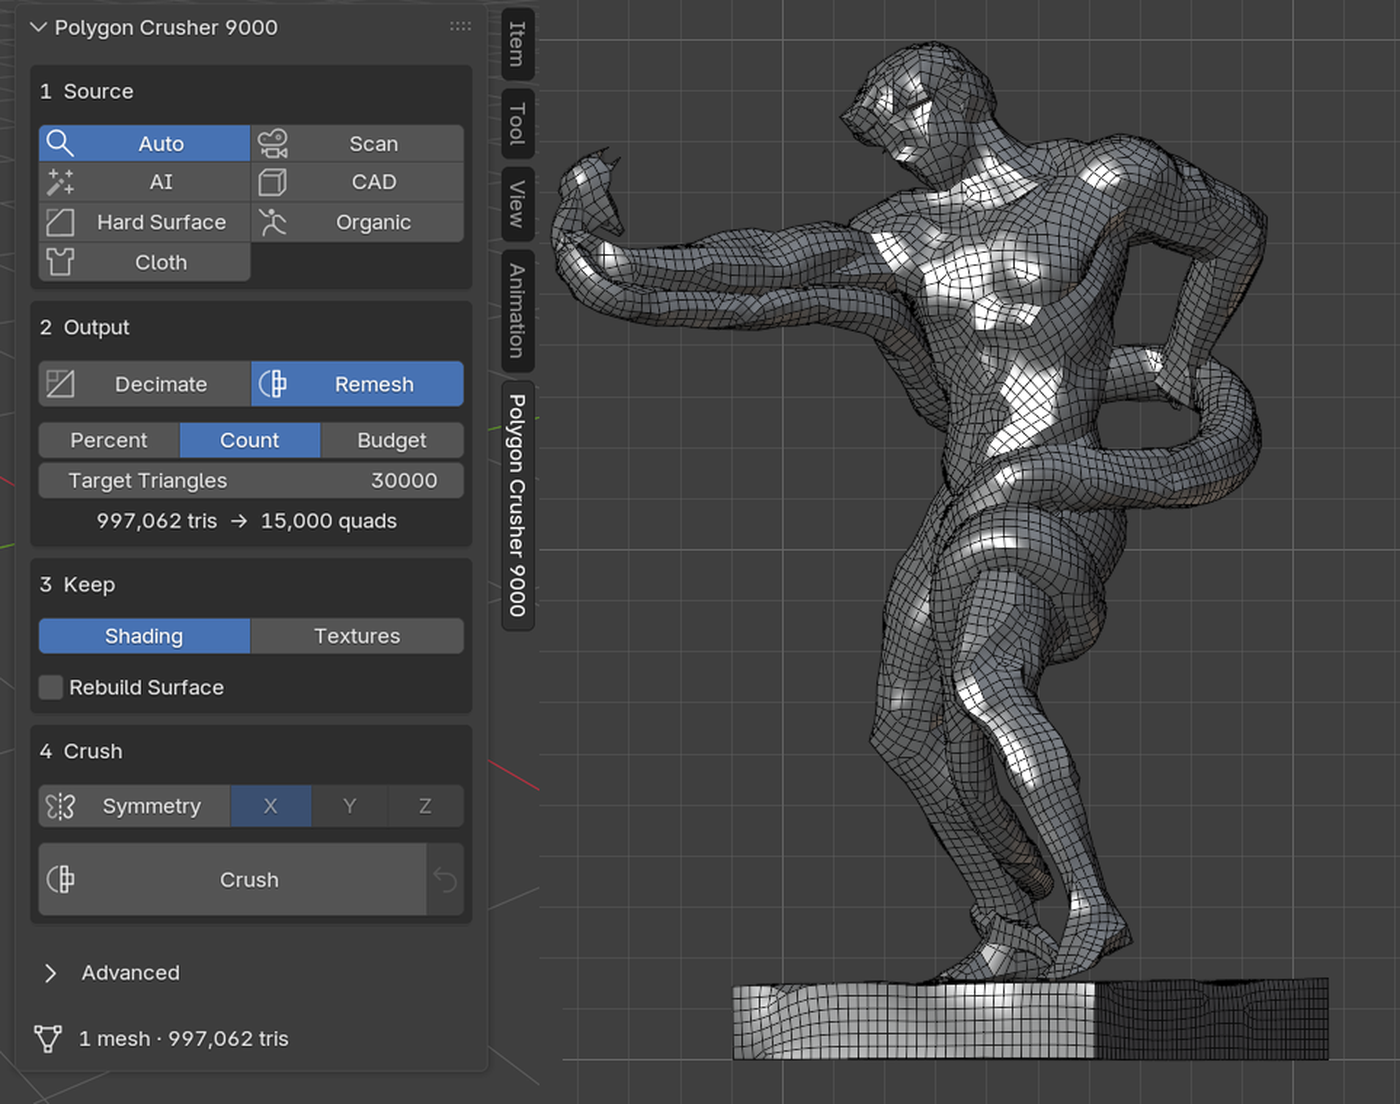 Polygon Crusher 9000
1 Source
Auto
Scan
AI
CAD
Hard Surface
Organic
Cloth
2 Output
Decimate
Remesh
Percent
Count
Budget
Target Triangles 30000
997,062 tris → 15,000 quads
3 Keep
Shading
Textures
Rebuild Surface
4 Crush
Symmetry
X
Y
Z
Crush
Advanced
1 mesh · 997,062 tris
Item
Tool
View
Animation
Polygon Crusher 9000